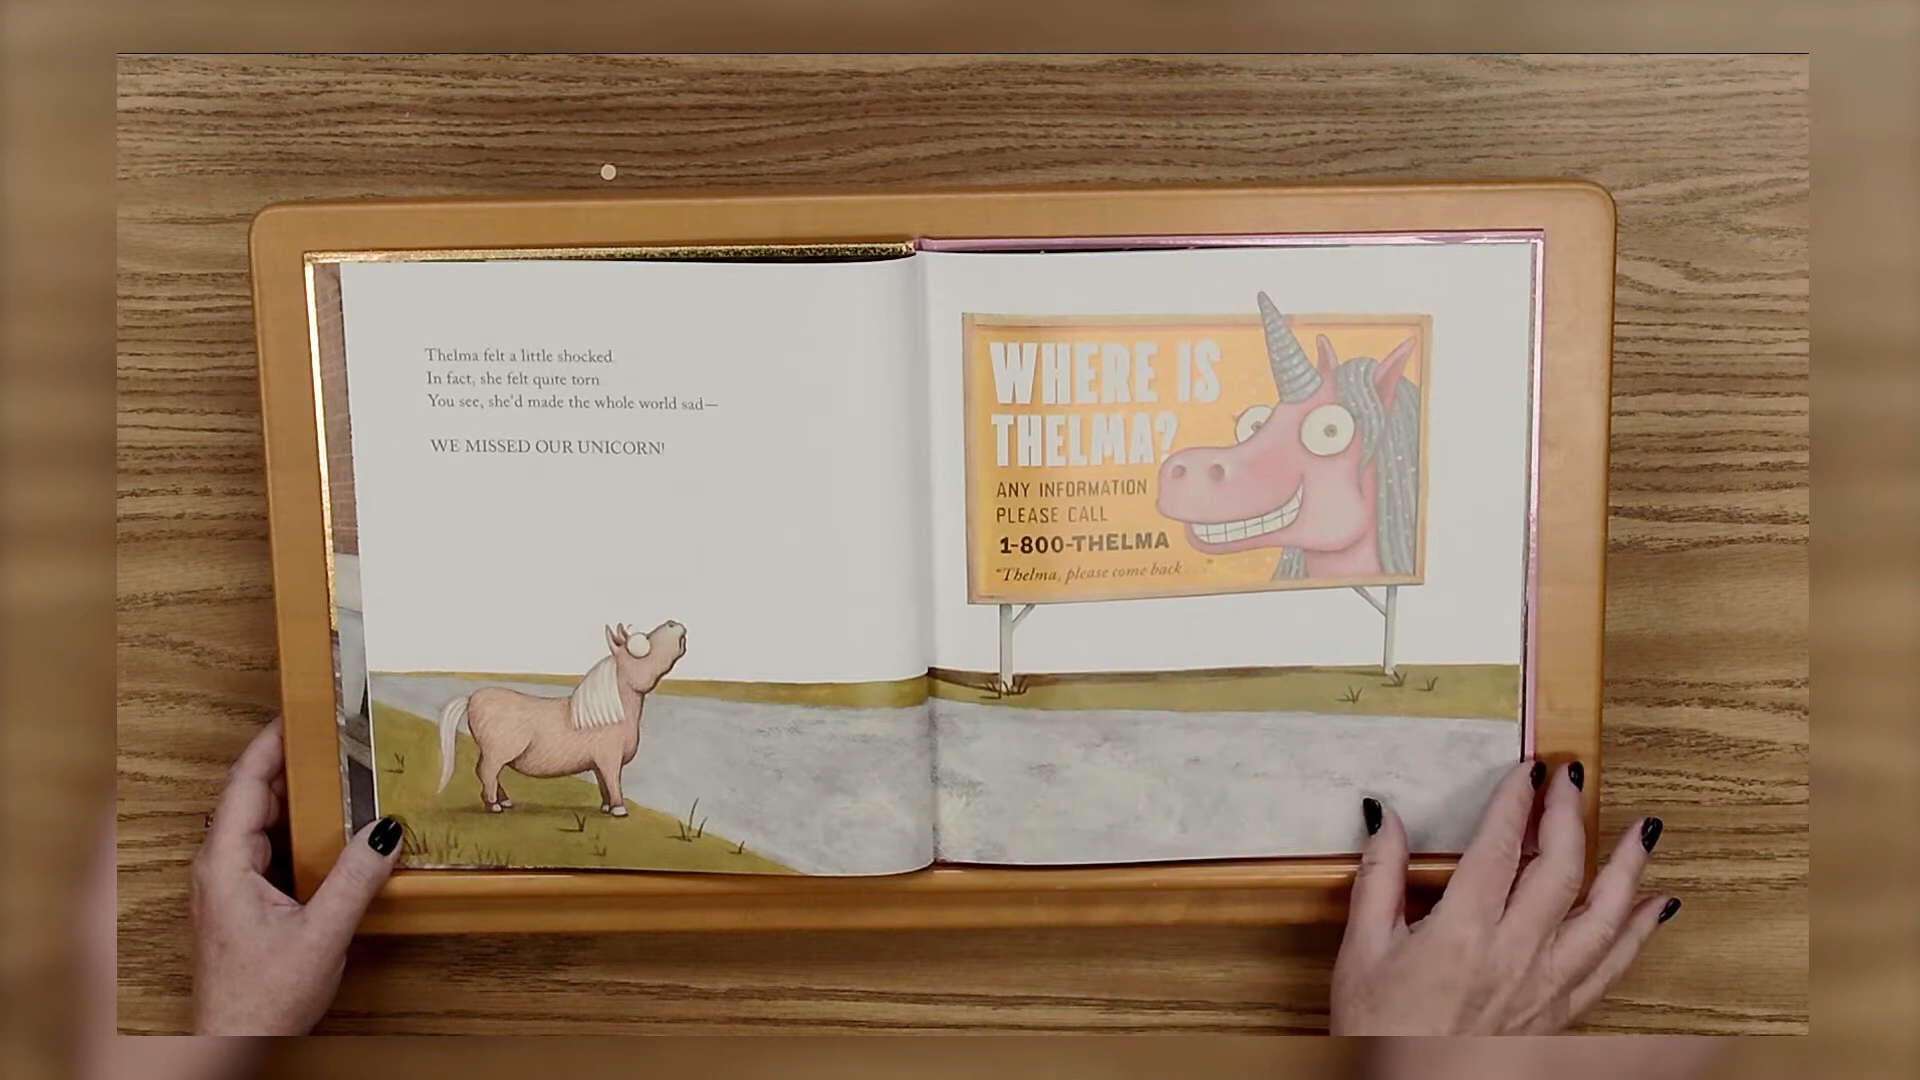 Thelma felt a little shocked.
In fact, she felt quite torn.
You see, she'd made the whole world sad—
WE MISSED OUR UNICORN!
WHERE IS
THELMA?
ANY INFORMATION
PLEASE CALL
1-800-THELMA
"Thelma, please come back . . ."